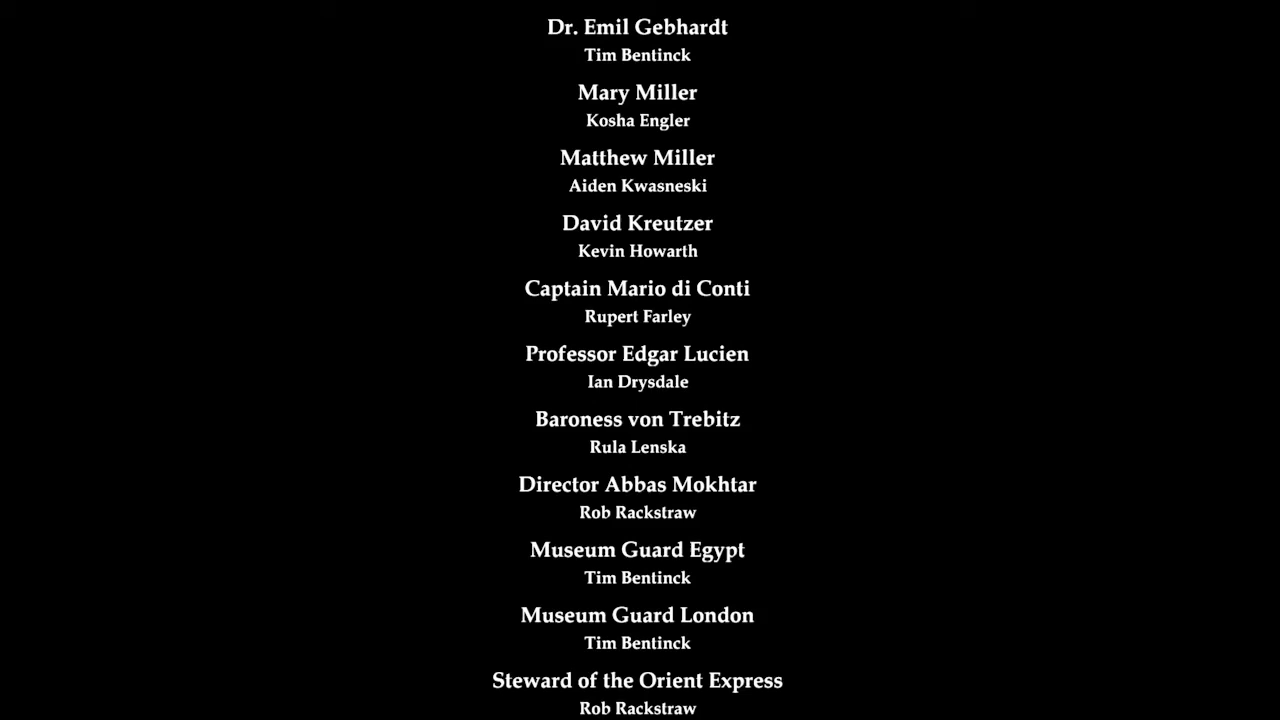 Dr. Emil Gebhardt
Tim Bentinck
Mary Miller
Kosha Engler
Matthew Miller
Aiden Kwasneski
David Kreutzer
Kevin Howarth
Captain Mario di Conti
Rupert Farley
Professor Edgar Lucien
Ian Drysdale
Baroness von Trebitz
Rula Lenska
Director Abbas Mokhtar
Rob Rackstraw
Museum Guard Egypt
Tim Bentinck
Museum Guard London
Tim Bentinck
Steward of the Orient Express
Rob Rackstraw